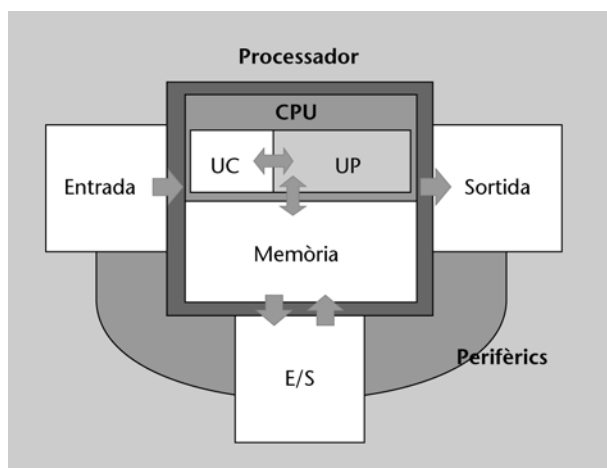 Processador
CPU
UC
UP
Entrada
Sortida
Memòria
Perifèrics
E/S